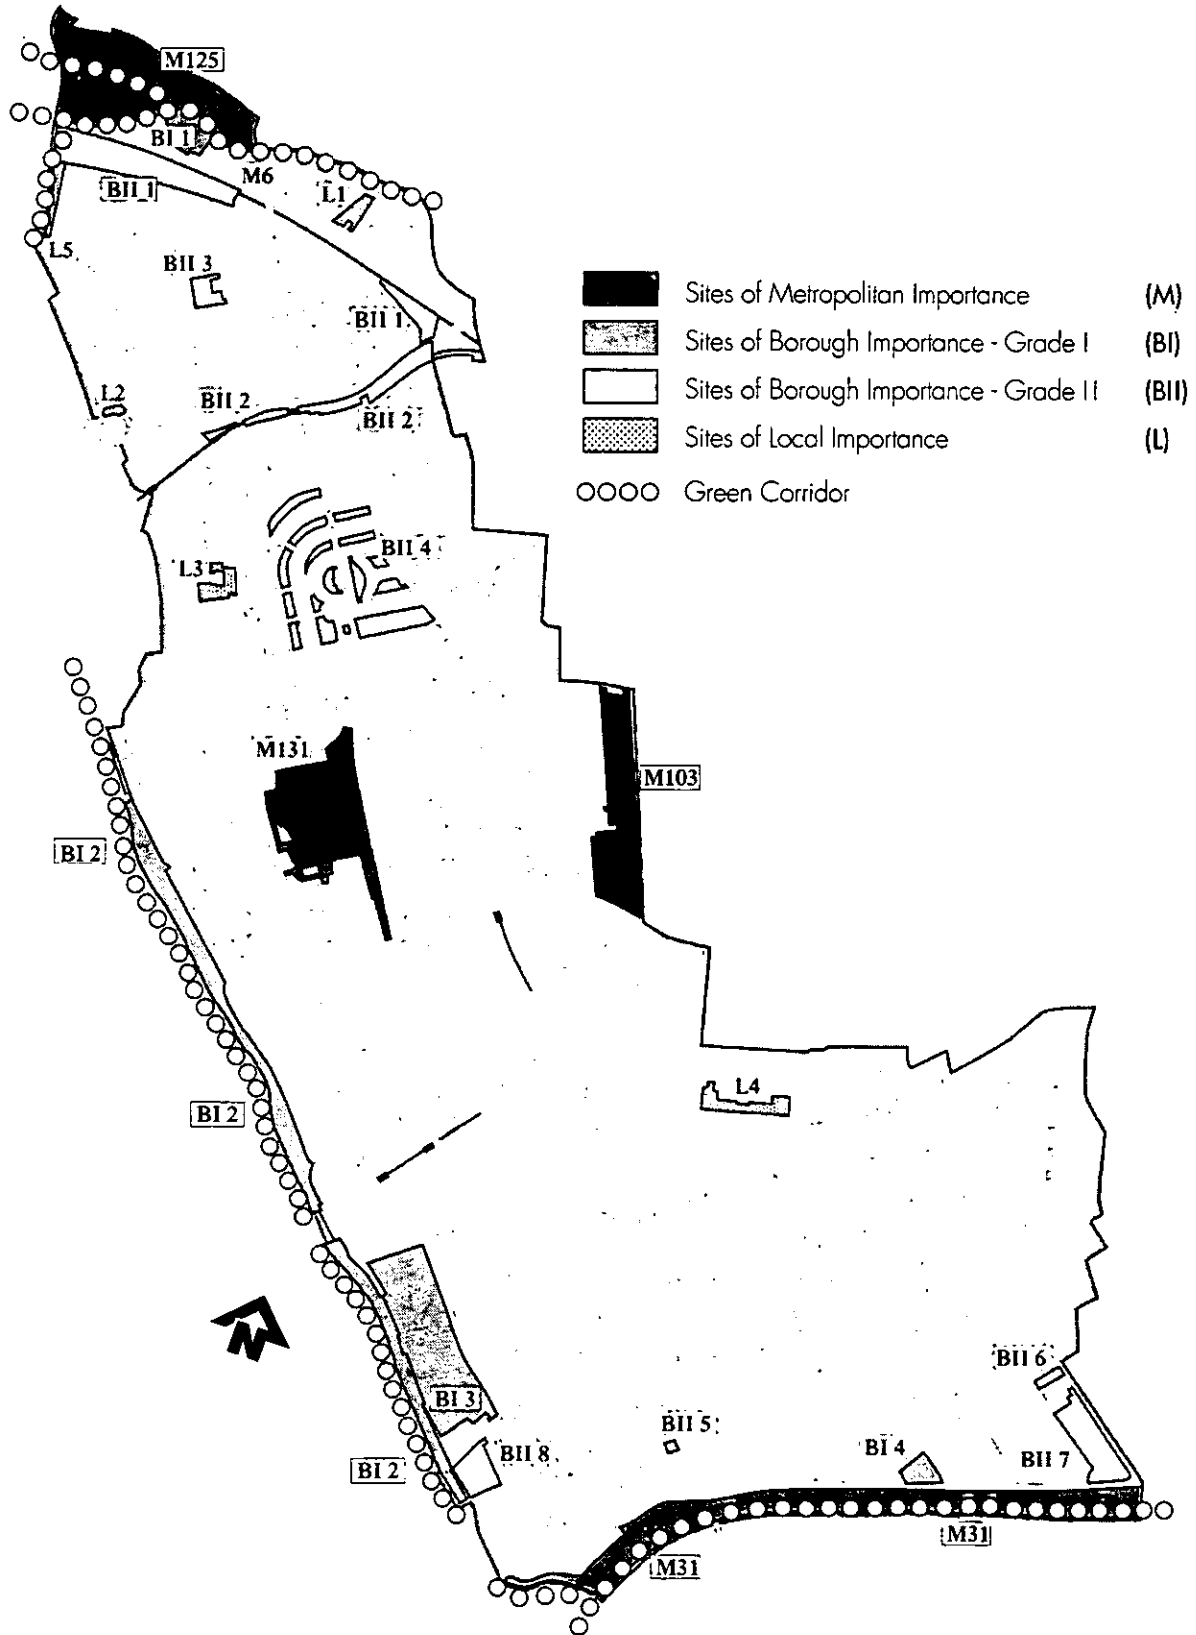 M125
BI 1
M6
L1
BII 1
L5
BII 3
BII 1
L2
BII 2
BII 2
Sites of Metropolitan Importance (M)
Sites of Borough Importance - Grade I (BI)
Sites of Borough Importance - Grade II (BII)
Sites of Local Importance (L)
Green Corridor
BII 4
L3
M131
M103
BI 2
L4
BI 2
N
BII 6
BI 3
BII 5
BII 8
BI 4
BII 7
BI 2
M31
M31